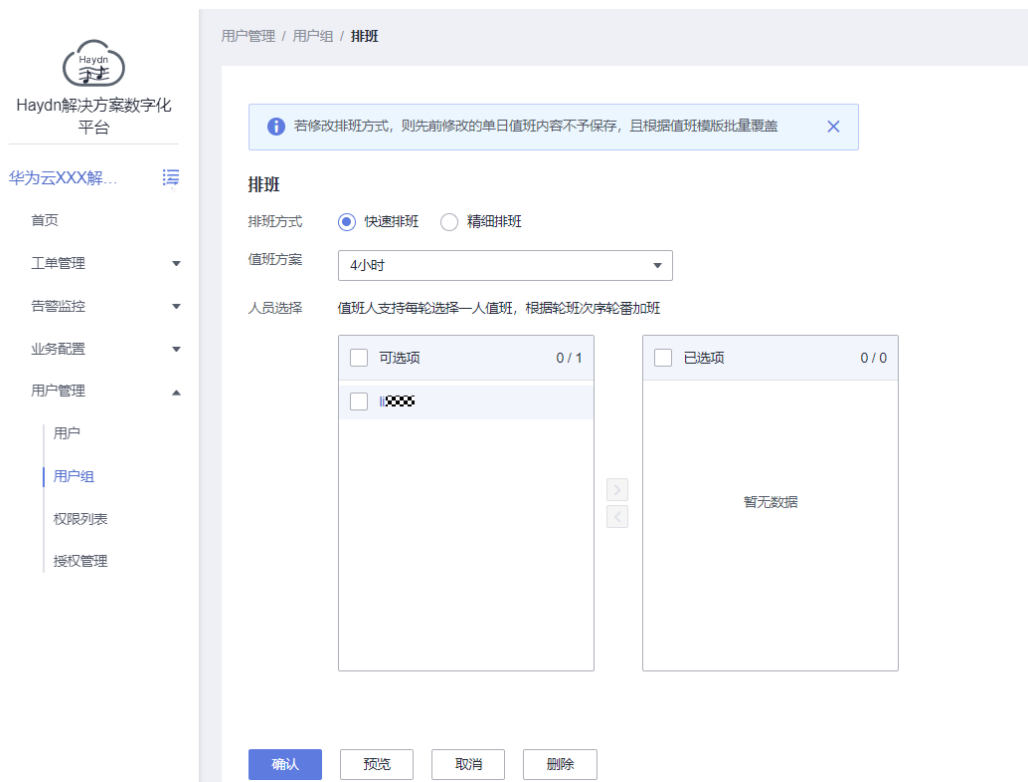 用户管理 / 用户组 / 排班
Haydn
Haydn解决方案数字化
平台
华为云XXX解...
首页
工单管理
告警监控
业务配置
用户管理
用户
用户组
权限列表
授权管理
若修改排班方式，则先前修改的单日值班内容不予保存，且根据值班模版批量覆盖
排班
排班方式 快速排班 精细排班
值班方案 4小时
人员选择 值班人支持每轮选择一人值班，根据轮班次序轮番加班
可选项 0 / 1
已选项 0 / 0
暂无数据
确认 预览 取消 删除